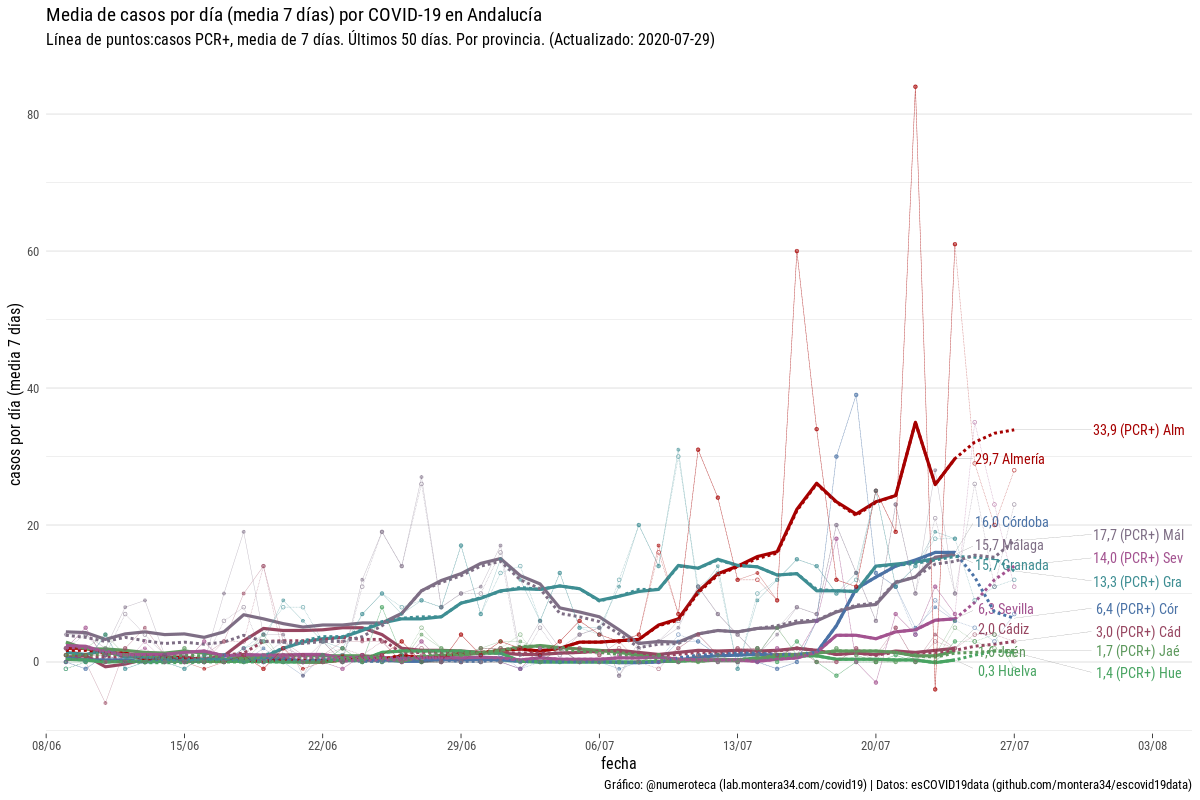 Media de casos por día (media 7 días) por COVID-19 en Andalucía
Línea de puntos:casos PCR+, media de 7 días. Últimos 50 días. Por provincia. (Actualizado: 2020-07-29)
casos por día (media 7 días)
80
60
40
20
0
33,9 (PCR+) Alm
29,7 Almería
16,0 Córdoba
17,7 (PCR+) Mál
15,7 Málaga
14,0 (PCR+) Sev
15,7 Granada
13,3 (PCR+) Gra
6,3 Sevilla
6,4 (PCR+) Cór
2,0 Cádiz
3,0 (PCR+) Cád
Jaén
1,7 (PCR+) Jaé
0,3 Huelva
1,4 (PCR+) Hue
08/06
15/06
22/06
29/06
06/07
13/07
20/07
27/07
03/08
fecha
Gráfico: @numeroteca (lab.montera34.com/covid19) | Datos: esCOVID19data (github.com/montera34/escovid19data)